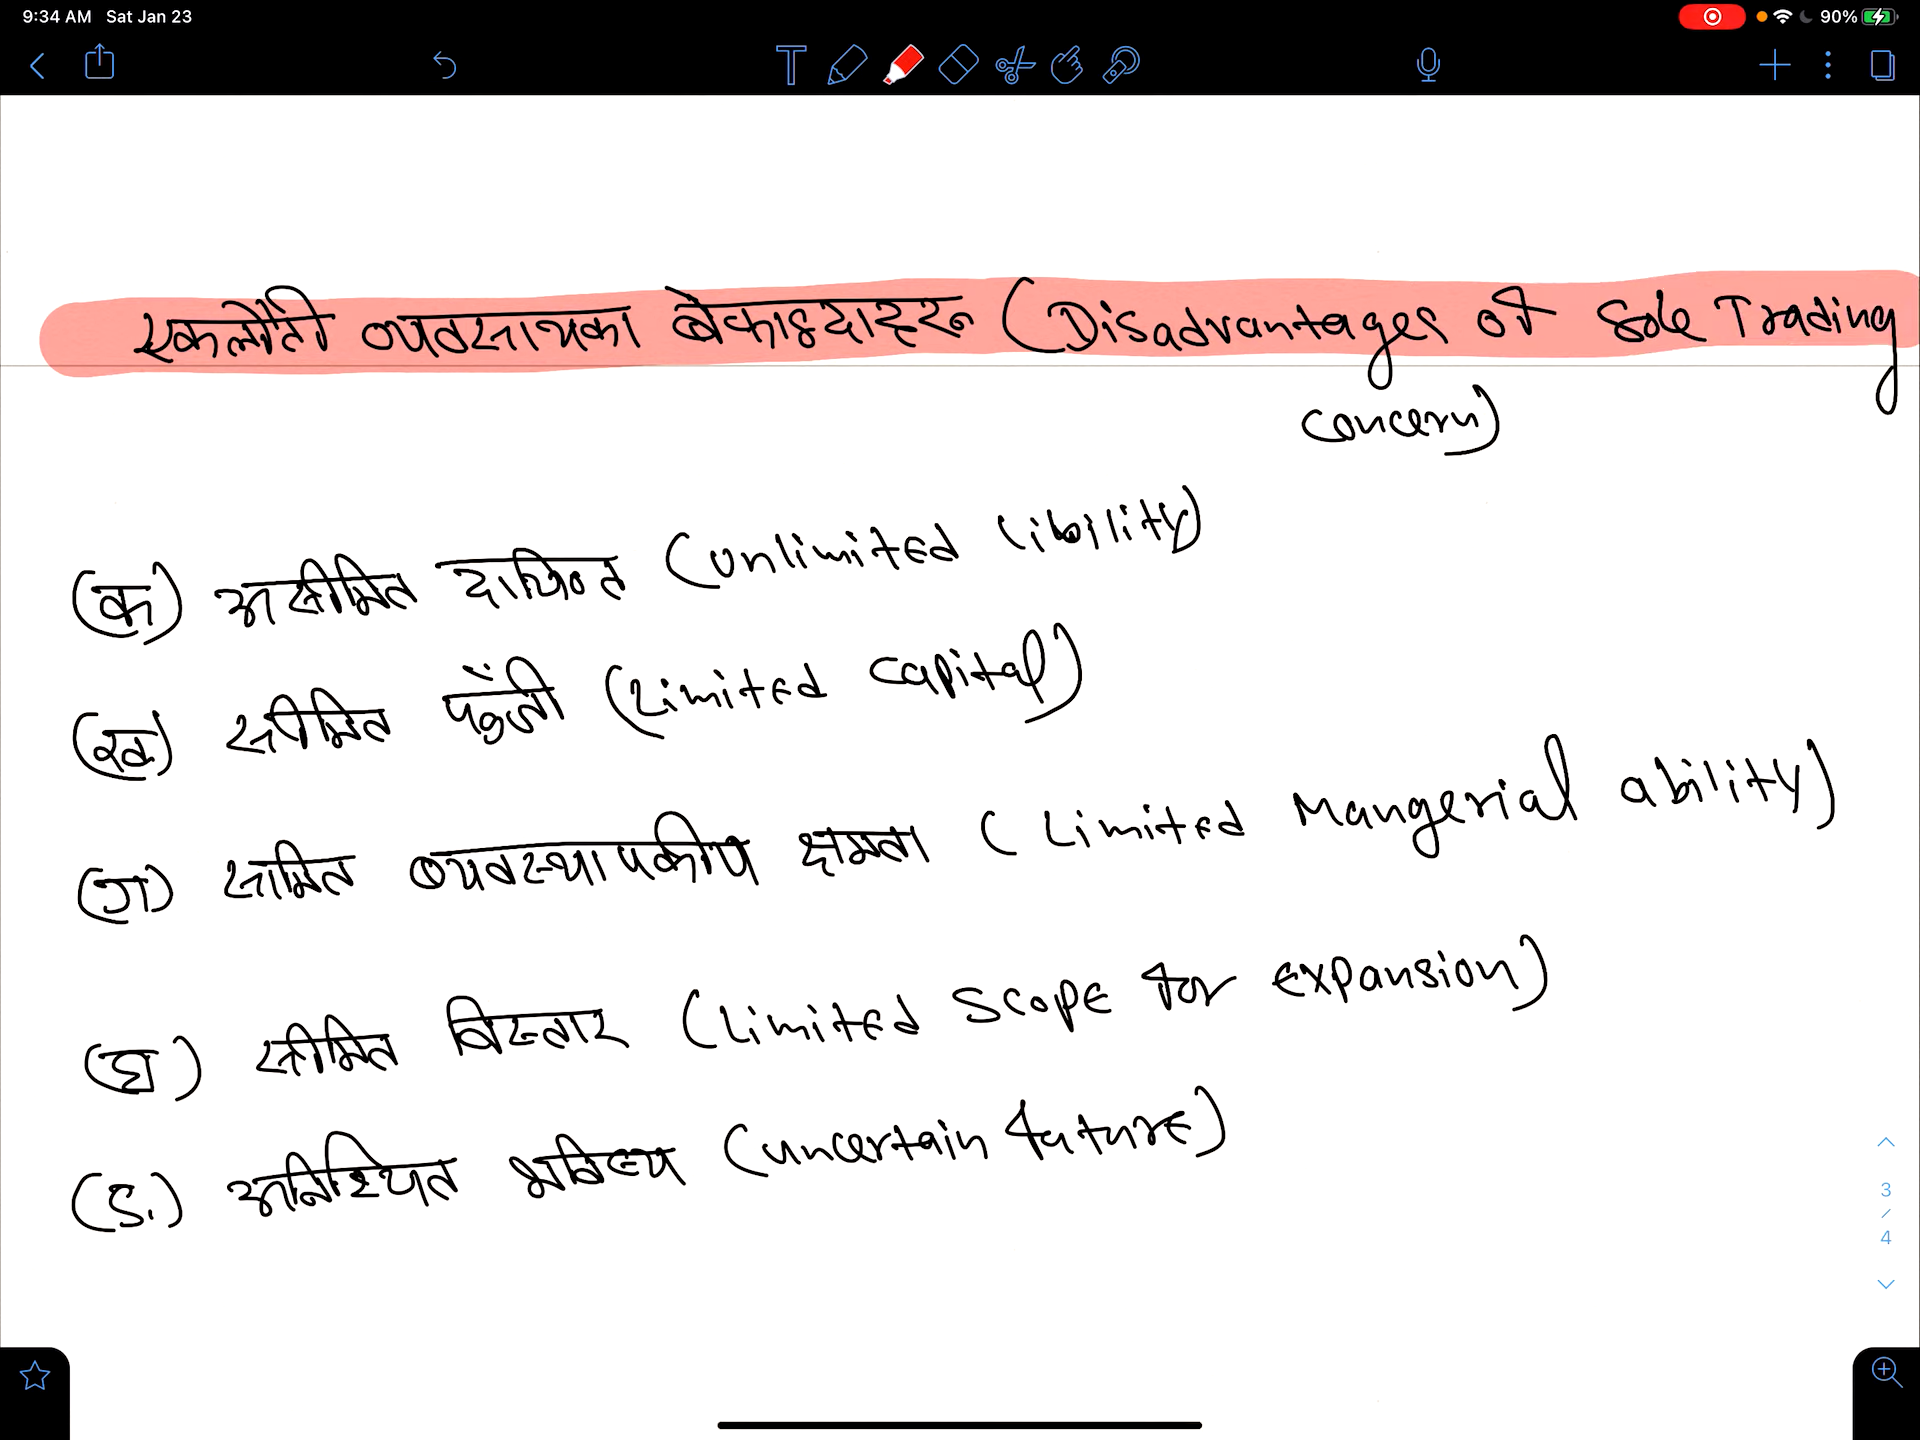 9:34 AM Sat Jan 23
90%
एकलौटी व्यवसायका बेफाइदाहरू (Disadvantages of Sole Trading
concern)
(क) असीमित दायित्व (unlimited libility)
(ख) सीमित पूँजी (Limited capital)
(ग) सीमित व्यवस्थापकीय क्षमता (Limited Mangerial ability)
(घ) सीमित विस्तार (Limited scope for expansion)
(ङ) अनिश्चित भविष्य (uncertain future)
3
/
4